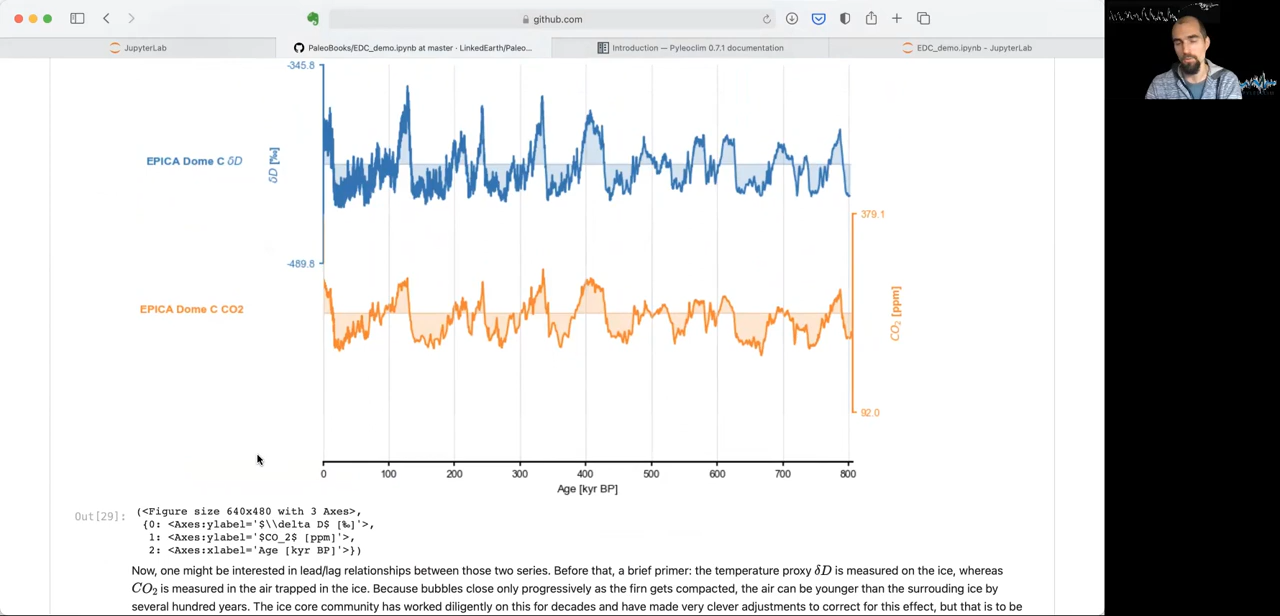 github.com
JupyterLab
PaleoBooks/EDC_demo.ipynb at master · LinkedEarth/Paleo...
Introduction — Pyleoclim 0.7.1 documentation
EDC_demo.ipynb - JupyterLab
-345.8
EPICA Dome C δD
δD [‰]
379.1
-489.8
EPICA Dome C CO2
CO₂ [ppm]
92.0
0 100 200 300 400 500 600 700 800
Age [kyr BP]
Out[29]: (<Figure size 640x480 with 3 Axes>,
{0: <Axes:ylabel='$\\delta D$ [‰]'>,
1: <Axes:ylabel='$CO_2$ [ppm]'>,
2: <Axes:xlabel='Age [kyr BP]'>})
Now, one might be interested in lead/lag relationships between those two series. Before that, a brief primer: the temperature proxy δD is measured on the ice, whereas
CO₂ is measured in the air trapped in the ice. Because bubbles close only progressively as the firn gets compacted, the air can be younger than the surrouding ice by
several hundred years. The ice core community has worked diligently on this for decades and have made very clever adjustments to correct for this effect, but that is to be